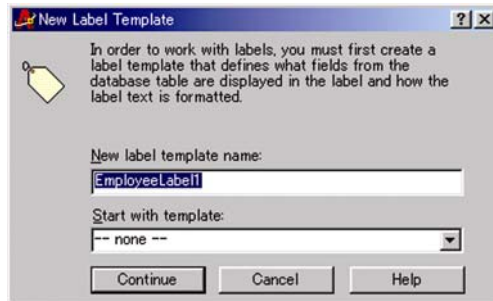 New Label Template
In order to work with labels, you must first create a
label template that defines what fields from the
database table are displayed in the label and how the
label text is formatted.
New label template name:
EmployeeLabel1
Start with template:
-- none --
Continue Cancel Help